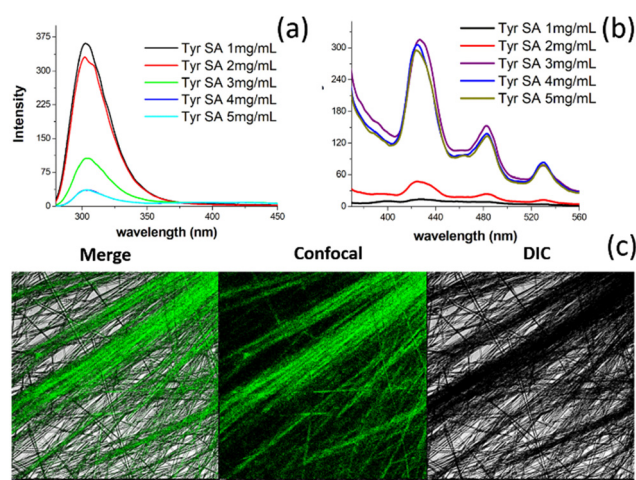 (a)
375
300
225
150
75
0
Intensity
Tyr SA 1mg/mL
Tyr SA 2mg/mL
Tyr SA 3mg/mL
Tyr SA 4mg/mL
Tyr SA 5mg/mL
300 350 400 450
wavelength (nm)
(b)
300
240
180
120
60
0
Tyr SA 1mg/mL
Tyr SA 2mg/mL
Tyr SA 3mg/mL
Tyr SA 4mg/mL
Tyr SA 5mg/mL
400 440 480 520 560
wavelength (nm)
(c)
Merge Confocal DIC